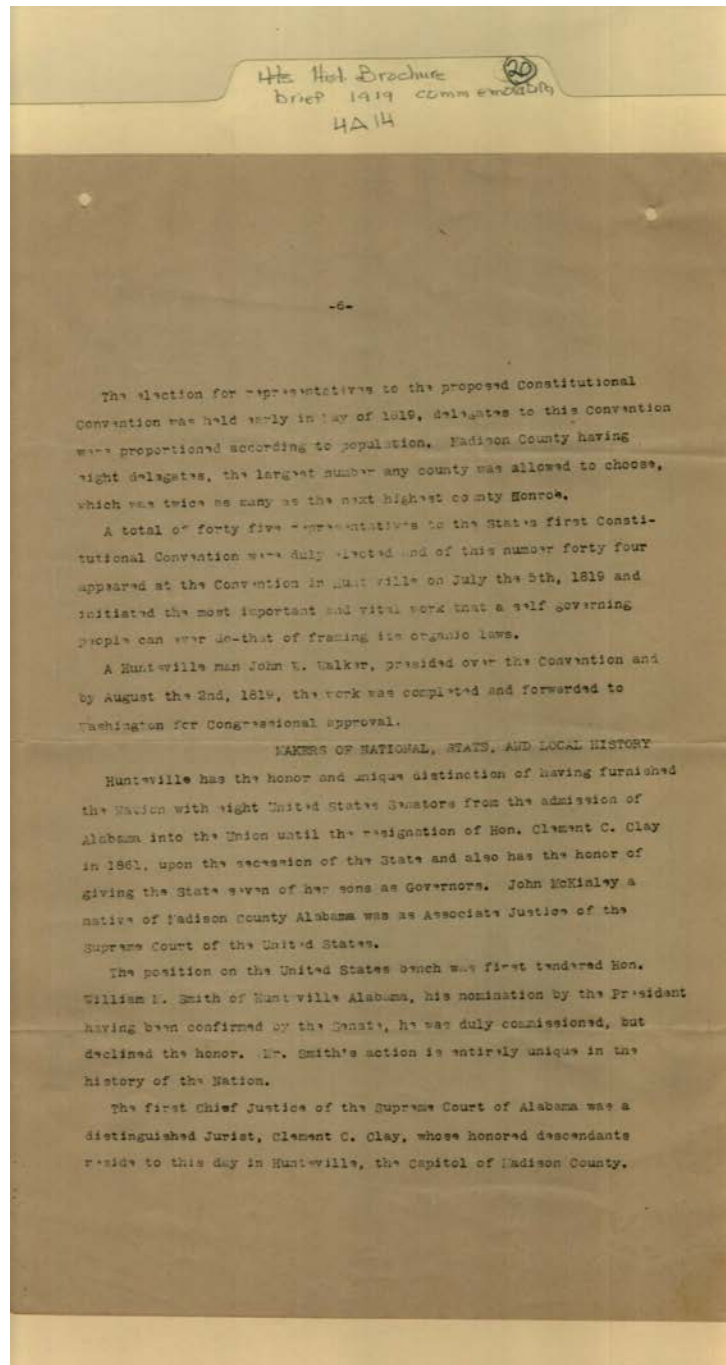 Hts Hist. Brochure 20
brief 1919 commemoration
4A14
-6-
The election for representatives to the proposed Constitutional
Convention was held early in May of 1819, delegates to this Convention
were proportioned according to population. Madison County having
eight delegates, the largest number any county was allowed to choose,
which was twice as many as the next highest county Monroe.
A total of forty five representatives to the States first Consti-
tutional Convention were duly elected and of this number forty four
appeared at the Convention in Huntsville on July the 5th, 1819 and
initiated the most important and vital work that a self governing
people can ever do-that of framing its organic laws.
A Huntsville man John W. Walker, presided over the Convention and
by August the 2nd, 1819, the work was completed and forwarded to
Washington for Congressional approval.
MAKERS OF NATIONAL, STATE, AND LOCAL HISTORY
Huntsville has the honor and unique distinction of having furnished
the Nation with eight United States Senators from the admission of
Alabama into the Union until the resignation of Hon. Clement C. Clay
in 1861, upon the secession of the State and also has the honor of
giving the State seven of her sons as Governors. John McKinley a
native of Madison County Alabama was as Associate Justice of the
Supreme Court of the United States.
The position on the United States bench was first tendered Hon.
William Smith of Huntsville Alabama, his nomination by the President
having been confirmed by the Senate, he was duly commissioned, but
declined the honor. Mr. Smith's action is entirely unique in the
history of the Nation.
The first Chief Justice of the Supreme Court of Alabama was a
distinguished Jurist, Clement C. Clay, whose honored descendants
reside to this day in Huntsville, the Capitol of Madison County.